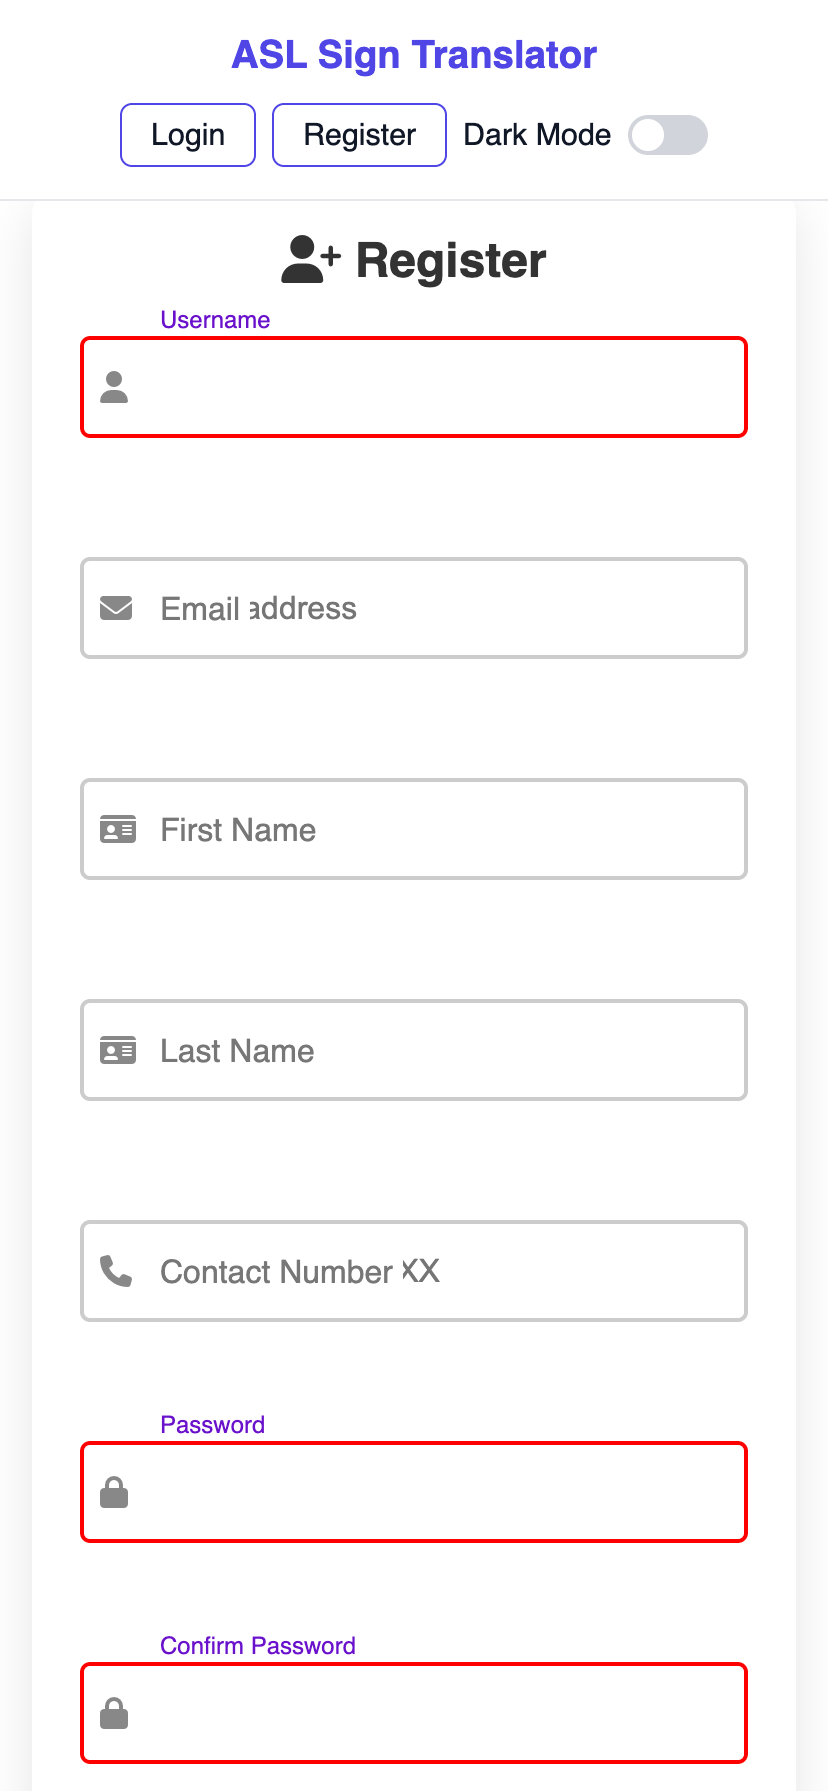 ASL Sign Translator
Login Register Dark Mode
Register
Username
Email address
First Name
Last Name
Contact Number XX
Password
Confirm Password